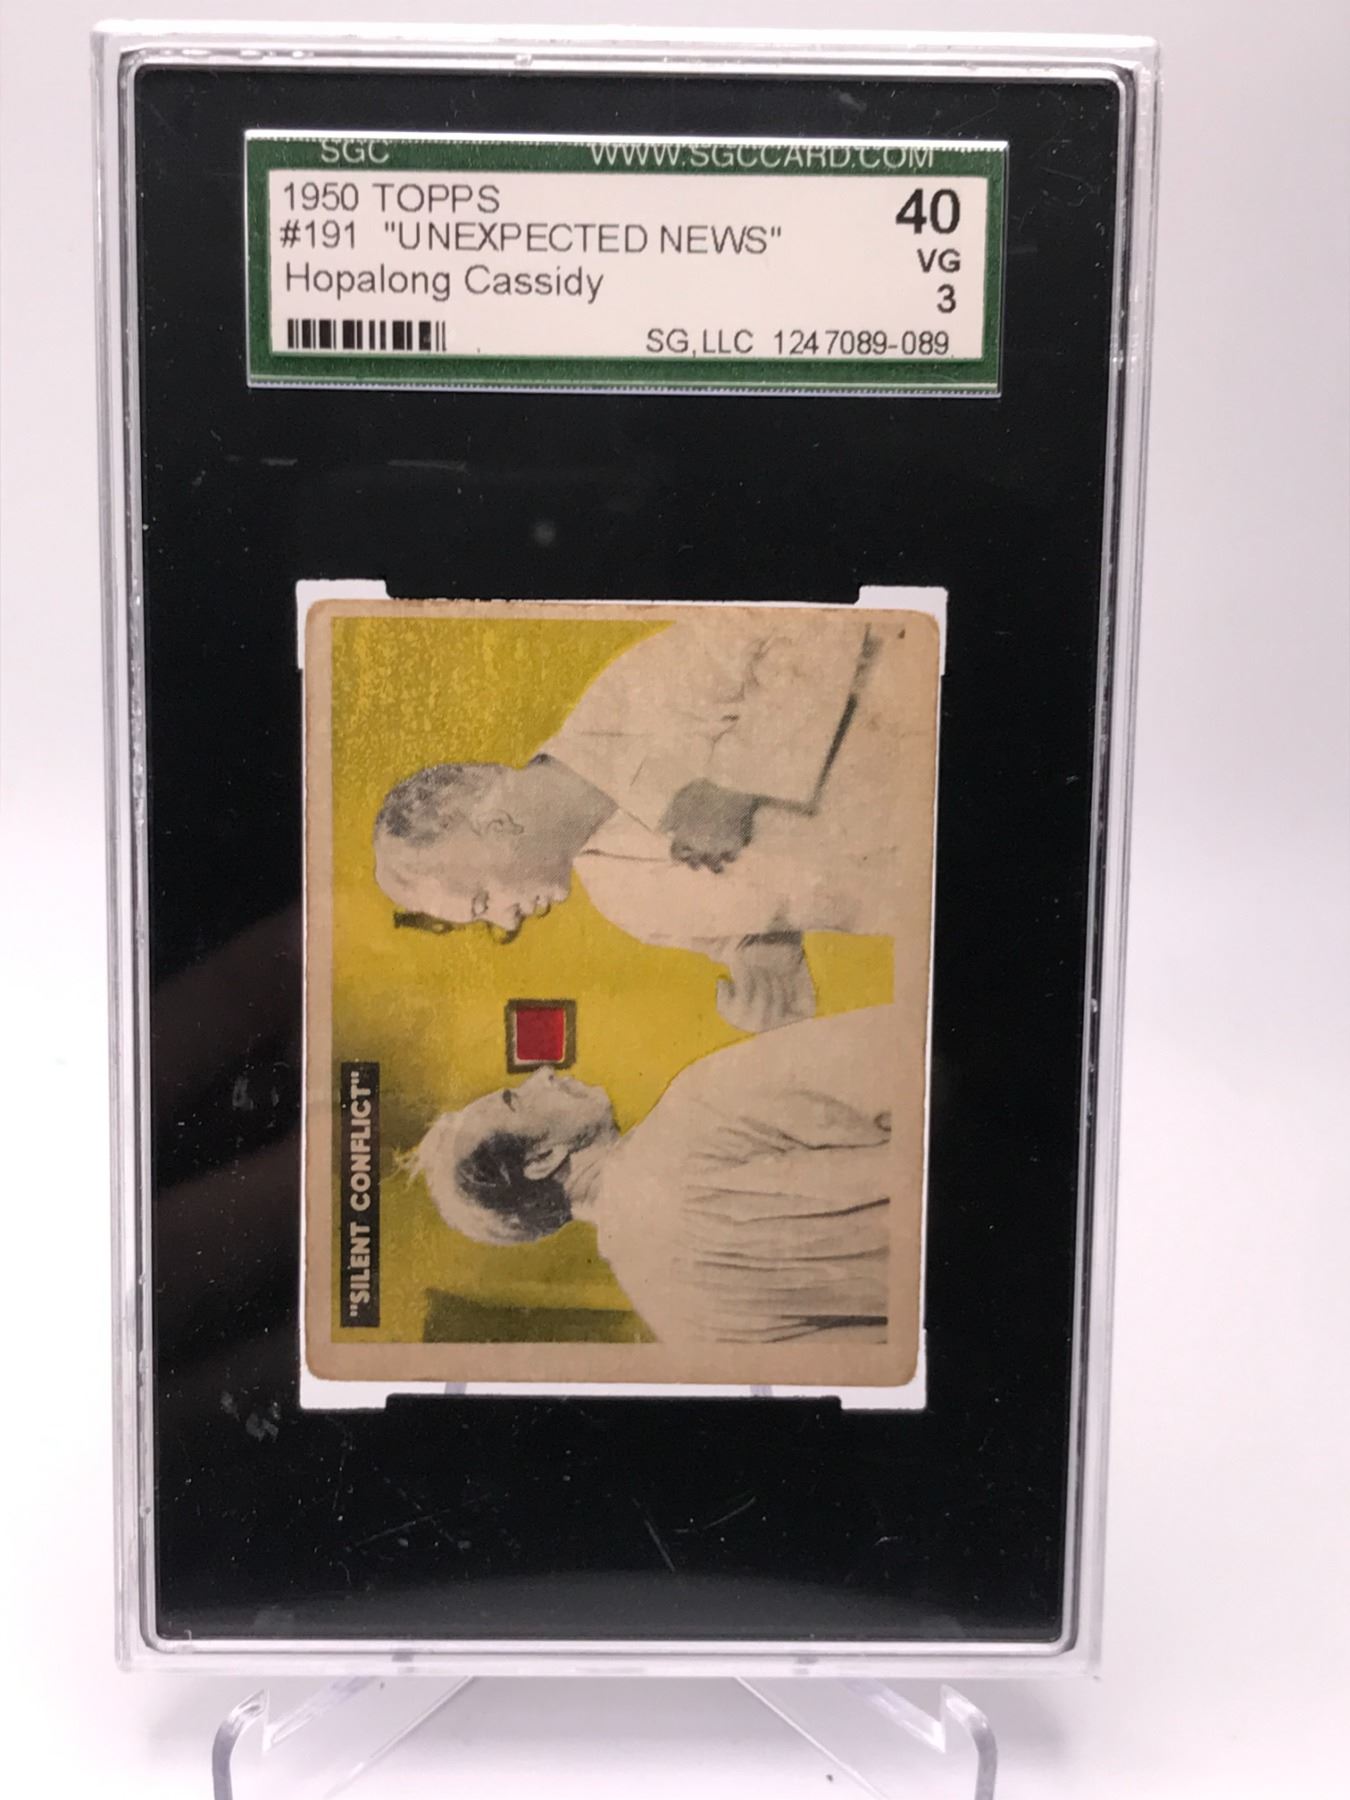 SGC WWW.SGCCARD.COM
1950 TOPPS 40
#191 "UNEXPECTED NEWS" VG
Hopalong Cassidy 3
SG,LLC 1247089-089
"SILENT CONFLICT"